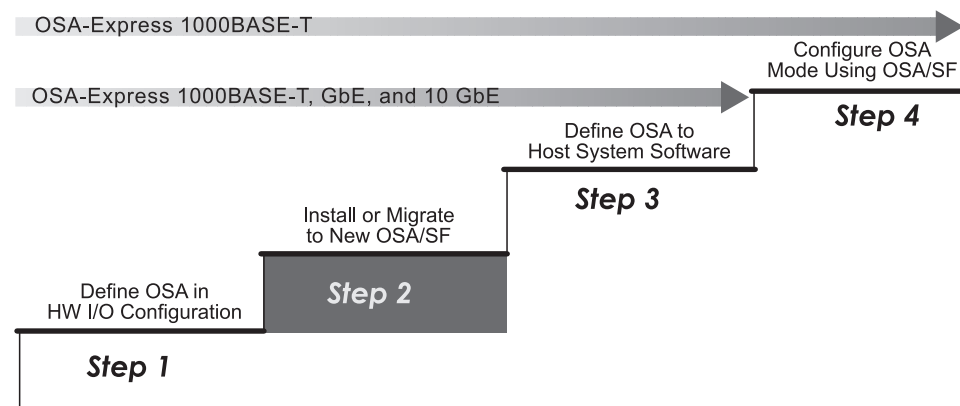 OSA-Express 1000BASE-T
Configure OSA
Mode Using OSA/SF
OSA-Express 1000BASE-T, GbE, and 10 GbE
Step 4
Define OSA to
Host System Software
Step 3
Install or Migrate
to New OSA/SF
Step 2
Define OSA in
HW I/O Configuration
Step 1